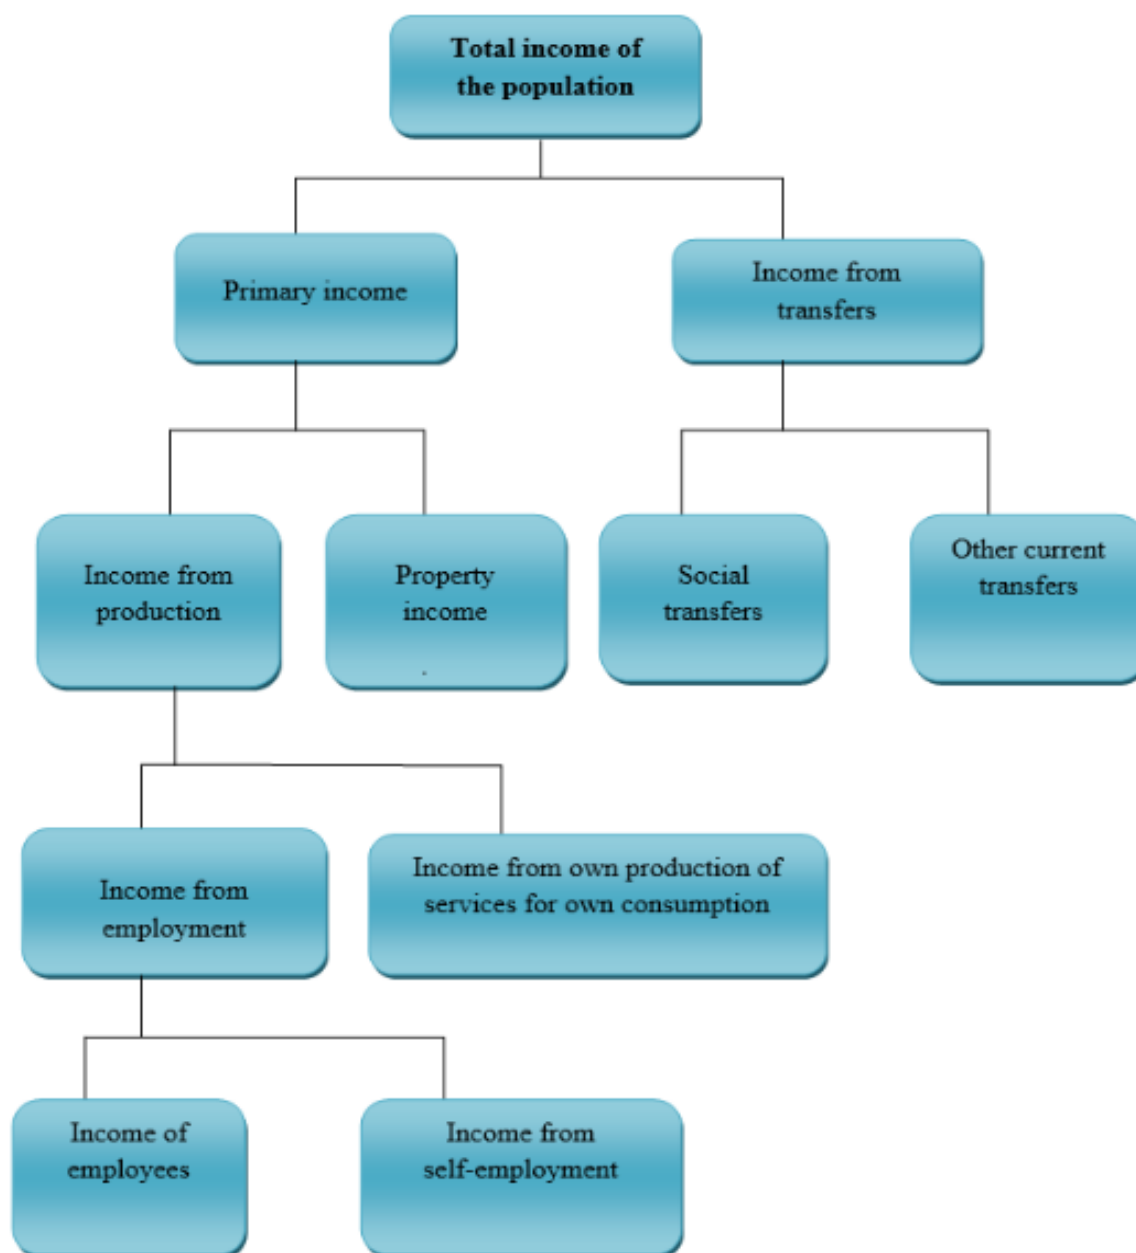 Total income of
the population
Primary income
Income from
transfers
Income from
production
Property
income
.
Social
transfers
Other current
transfers
Income from
employment
Income from own production of
services for own consumption
Income of
employees
Income from
self-employment